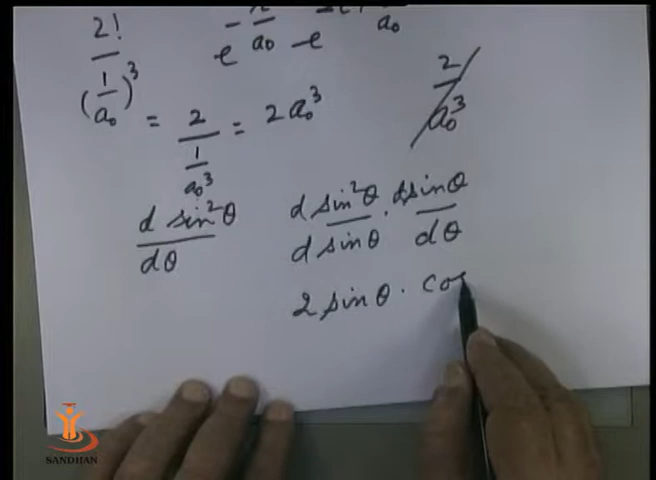 2! / (1/a₀)³ = 2 / (1/a₀³) = 2a₀³
2/a₀³
d sin²θ / dθ    d sin²θ / d sinθ . d sinθ / dθ
2 sinθ . cos
SANDHAN